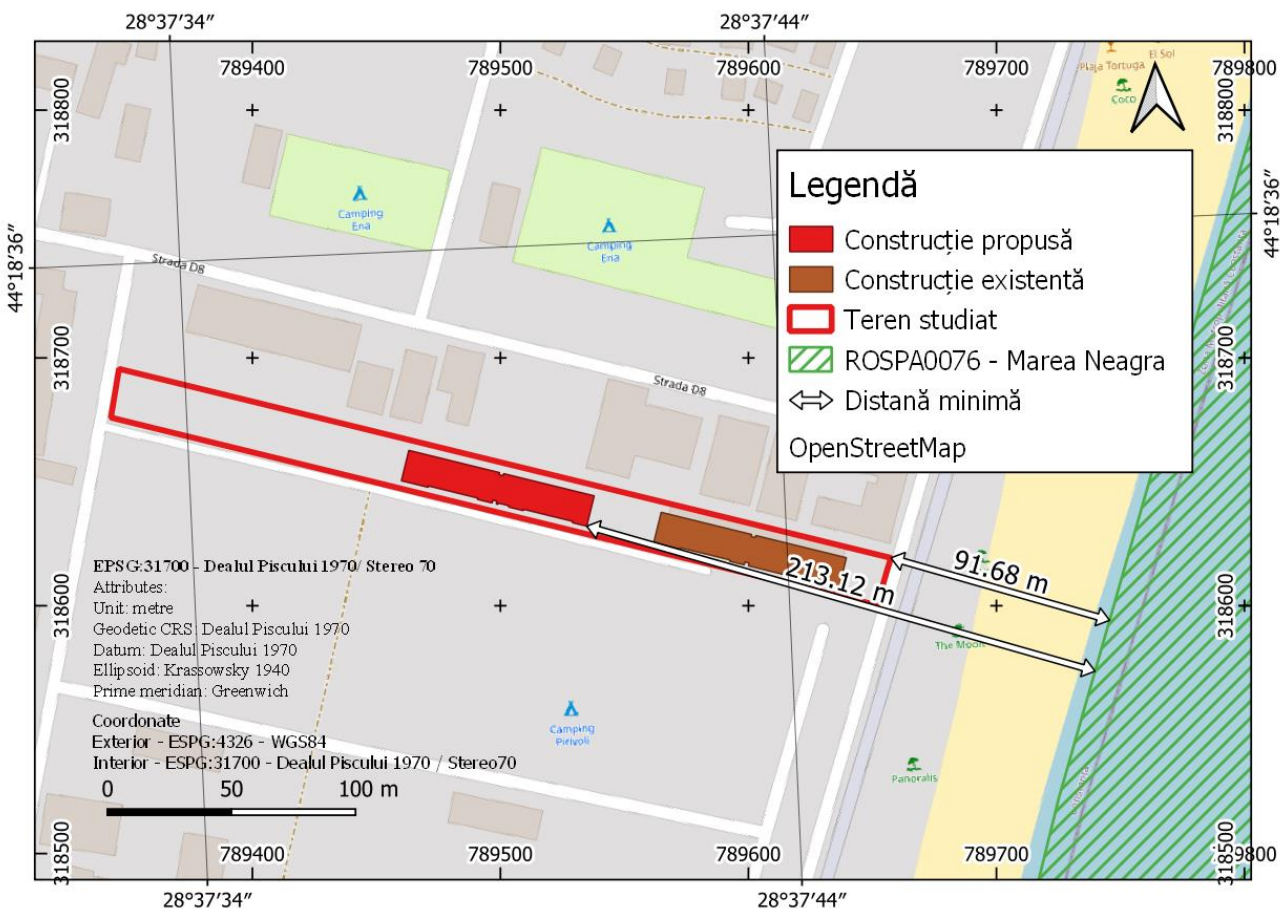 28°37′34″ 28°37′44″
789400 789500 789600 789700 789800
318800 318800
El Sol
Plaja Tortuga
Coco
Legendă
Construcție propusă
Construcție existentă
Teren studiat
ROSPA0076 - Marea Neagra
Distană minimă
OpenStreetMap
Camping
Ena
Camping
Ena
44°18′36″ 44°18′36″
Strada D8
318700 318700
Strada D8
213.12 m
91.68 m
318600 318600
The Moon
EPSG:31700 - Dealul Piscului 1970/ Stereo 70
Attributes:
Unit: metre
Geodetic CRS: Dealul Piscului 1970
Datum: Dealul Piscului 1970
Ellipsoid: Krassowsky 1940
Prime meridian: Greenwich
Coordonate
Exterior - ESPG:4326 - WGS84
Interior - ESPG:31700 - Dealul Piscului 1970 / Stereo70
0 50 100 m
Camping
Pirivoli
Panoralis
318500 318500
789400 789500 789600 789700 789800
28°37′34″ 28°37′44″